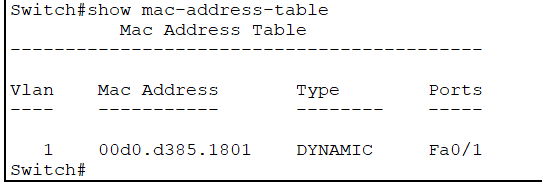 Switch#show mac-address-table
          Mac Address Table
-------------------------------------------

Vlan    Mac Address       Type        Ports
----    -----------       --------    -----

   1    00d0.d385.1801    DYNAMIC     Fa0/1
Switch#